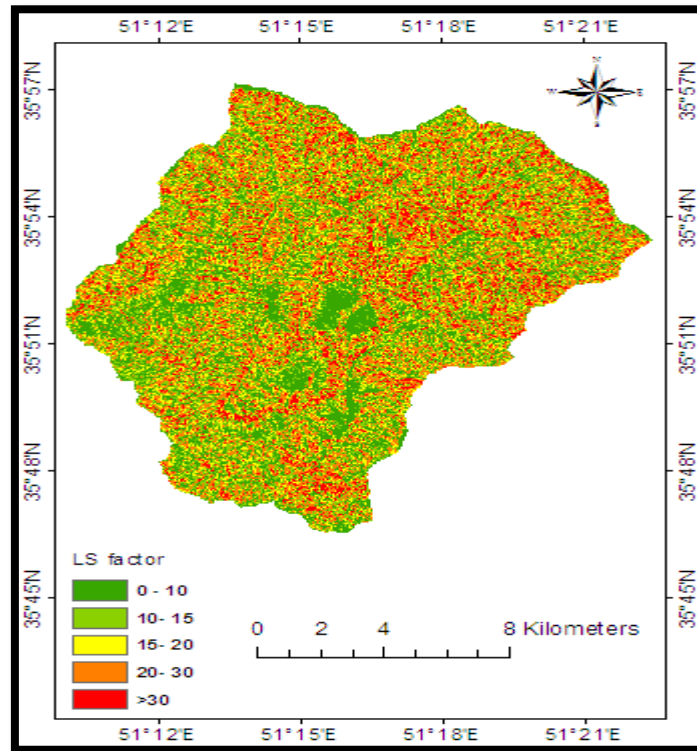 51°12'E 51°15'E 51°18'E 51°21'E
N
W E
S
35°57'N 35°57'N
35°54'N 35°54'N
35°51'N 35°51'N
35°48'N 35°48'N
35°45'N 35°45'N
LS factor
0 - 10
10 - 15
15 - 20
20 - 30
>30
0 2 4 8 Kilometers
51°12'E 51°15'E 51°18'E 51°21'E